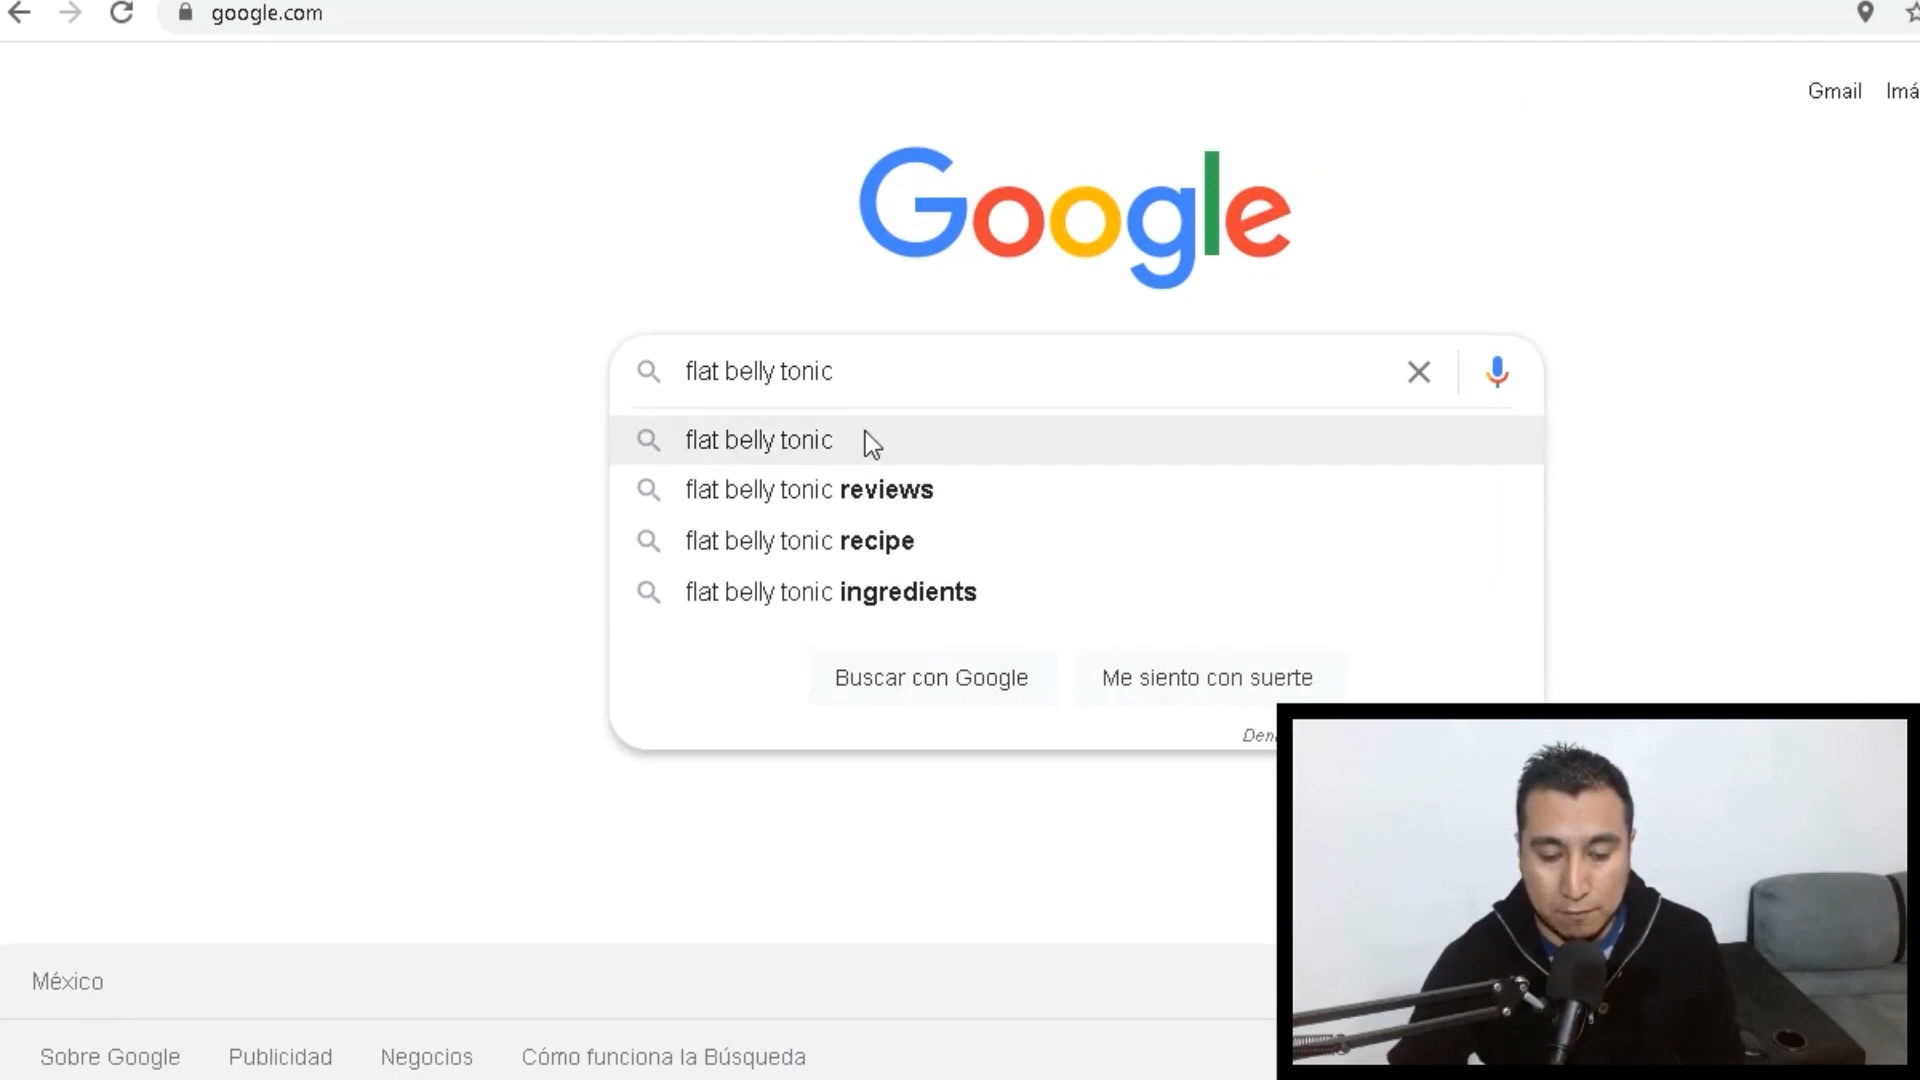 google.com
Gmail Imá
Google
flat belly tonic
flat belly tonic
flat belly tonic reviews
flat belly tonic recipe
flat belly tonic ingredients
Buscar con Google Me siento con suerte
Den
México
Sobre Google Publicidad Negocios Cómo funciona la Búsqueda